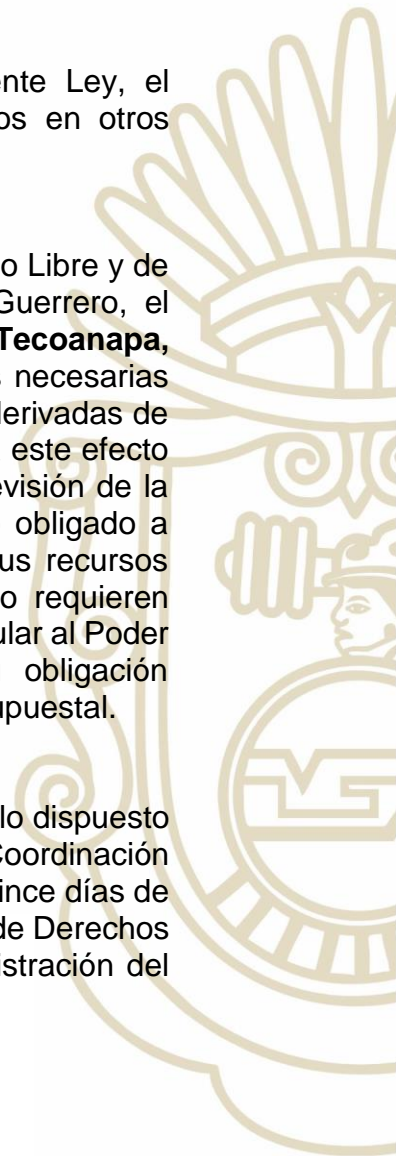 ente Ley, el
os en otros
o Libre y de
Guerrero, el
Tecoanapa,
necesarias
derivadas de
este efecto
evisión de la
obligado a
us recursos
o requieren
ular al Poder
obligación
upuestal.
lo dispuesto
Coordinación
ince días de
de Derechos
istración del